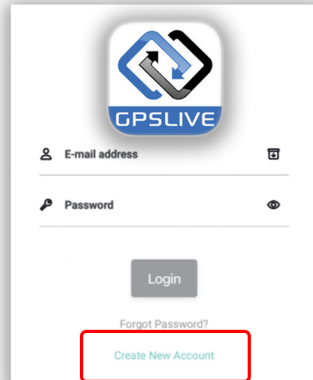 GPSLIVE
E-mail address
Password
Login
Forgot Password?
Create New Account